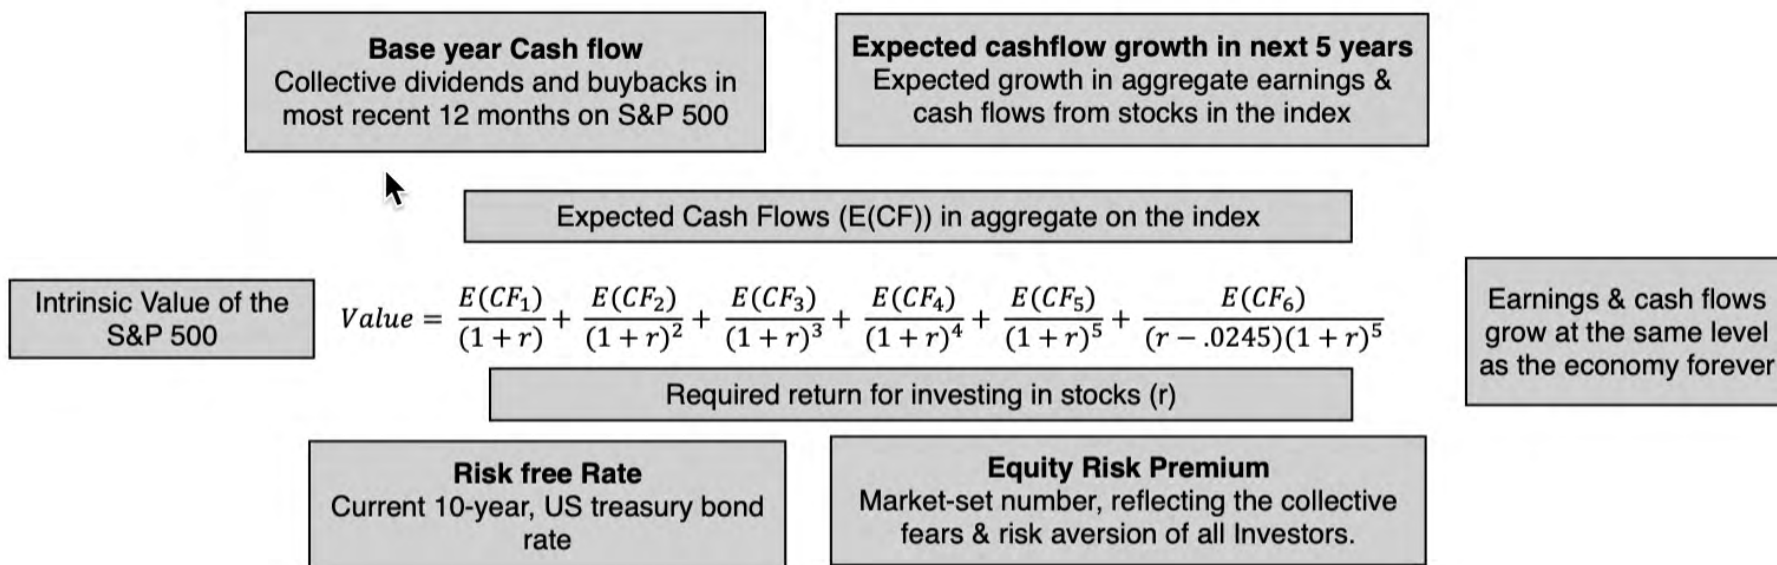 Base year Cash flow
Collective dividends and buybacks in
most recent 12 months on S&P 500
Expected cashflow growth in next 5 years
Expected growth in aggregate earnings &
cash flows from stocks in the index
Expected Cash Flows (E(CF)) in aggregate on the index
Intrinsic Value of the
S&P 500
Value = E(CF₁)/(1 + r) + E(CF₂)/(1 + r)² + E(CF₃)/(1 + r)³ + E(CF₄)/(1 + r)⁴ + E(CF₅)/(1 + r)⁵ + E(CF₆)/(r − .0245)(1 + r)⁵
Earnings & cash flows
grow at the same level
as the economy forever
Required return for investing in stocks (r)
Risk free Rate
Current 10-year, US treasury bond
rate
Equity Risk Premium
Market-set number, reflecting the collective
fears & risk aversion of all Investors.